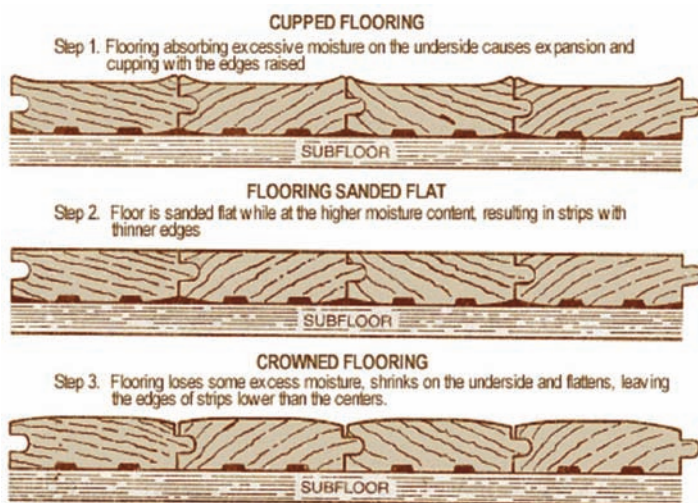 CUPPED FLOORING
Step 1. Flooring absorbing excessive moisture on the underside causes expansion and
cupping with the edges raised
SUBFLOOR
FLOORING SANDED FLAT
Step 2. Floor is sanded flat while at the higher moisture content, resulting in strips with
thinner edges
SUBFLOOR
CROWNED FLOORING
Step 3. Flooring loses some excess moisture, shrinks on the underside and flattens, leaving
the edges of strips lower than the centers.
SUBFLOOR